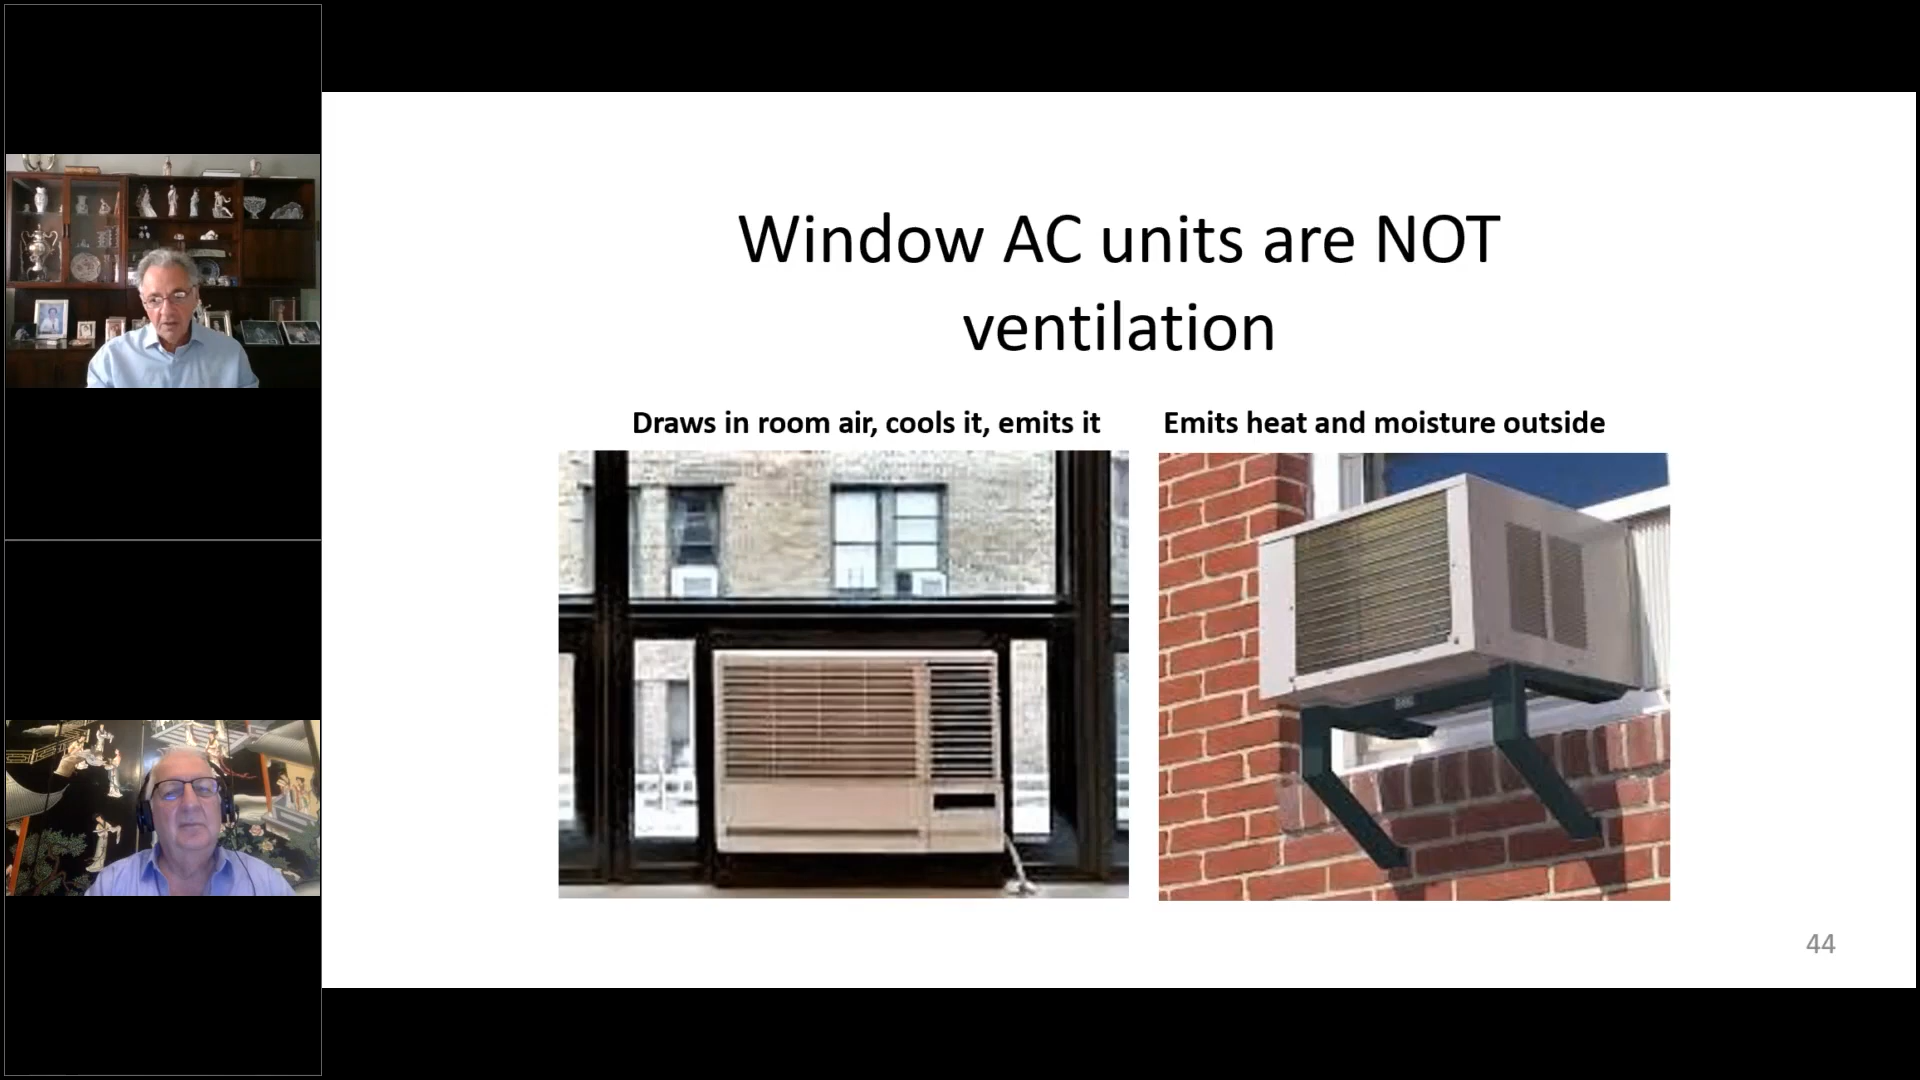 Window AC units are NOT
ventilation
Draws in room air, cools it, emits it
Emits heat and moisture outside
44